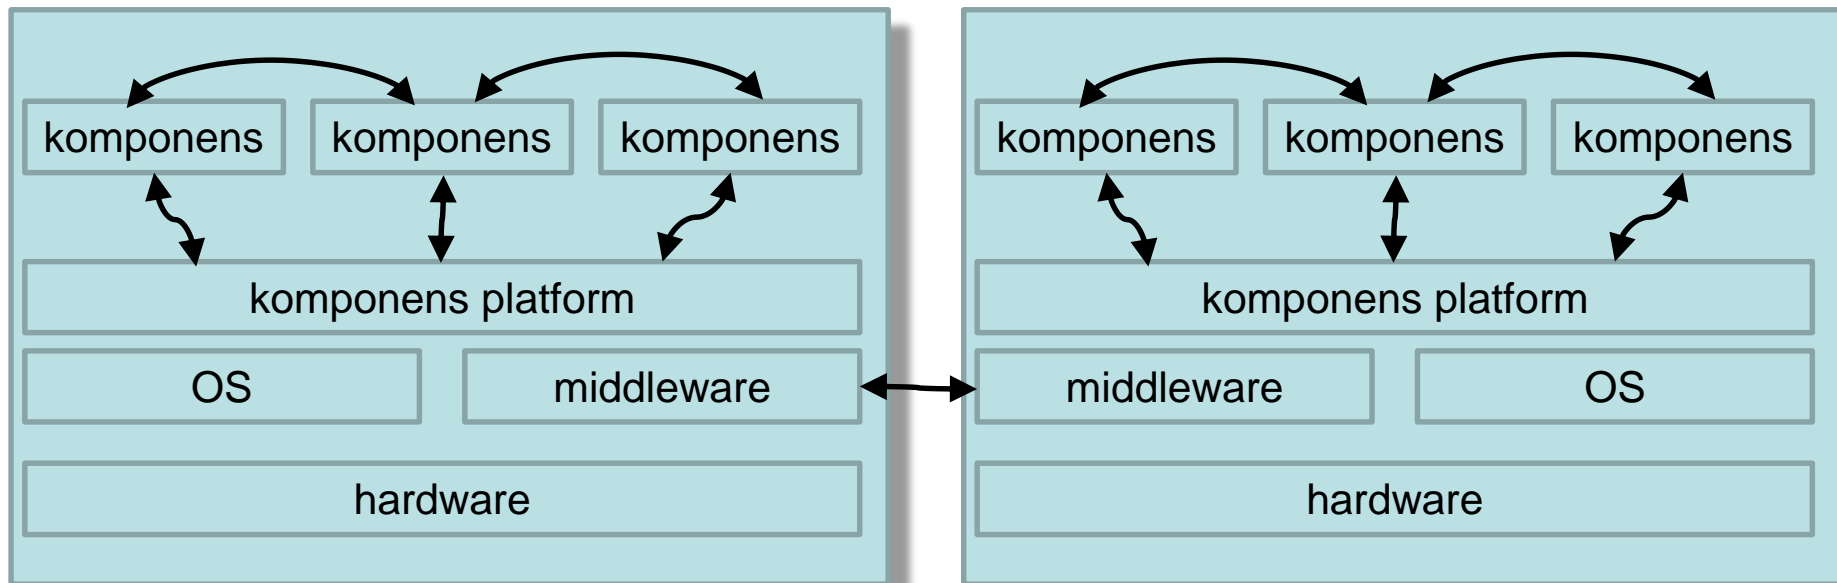 komponens
komponens
komponens
komponens platform
OS
middleware
hardware
komponens
komponens
komponens
komponens platform
middleware
OS
hardware